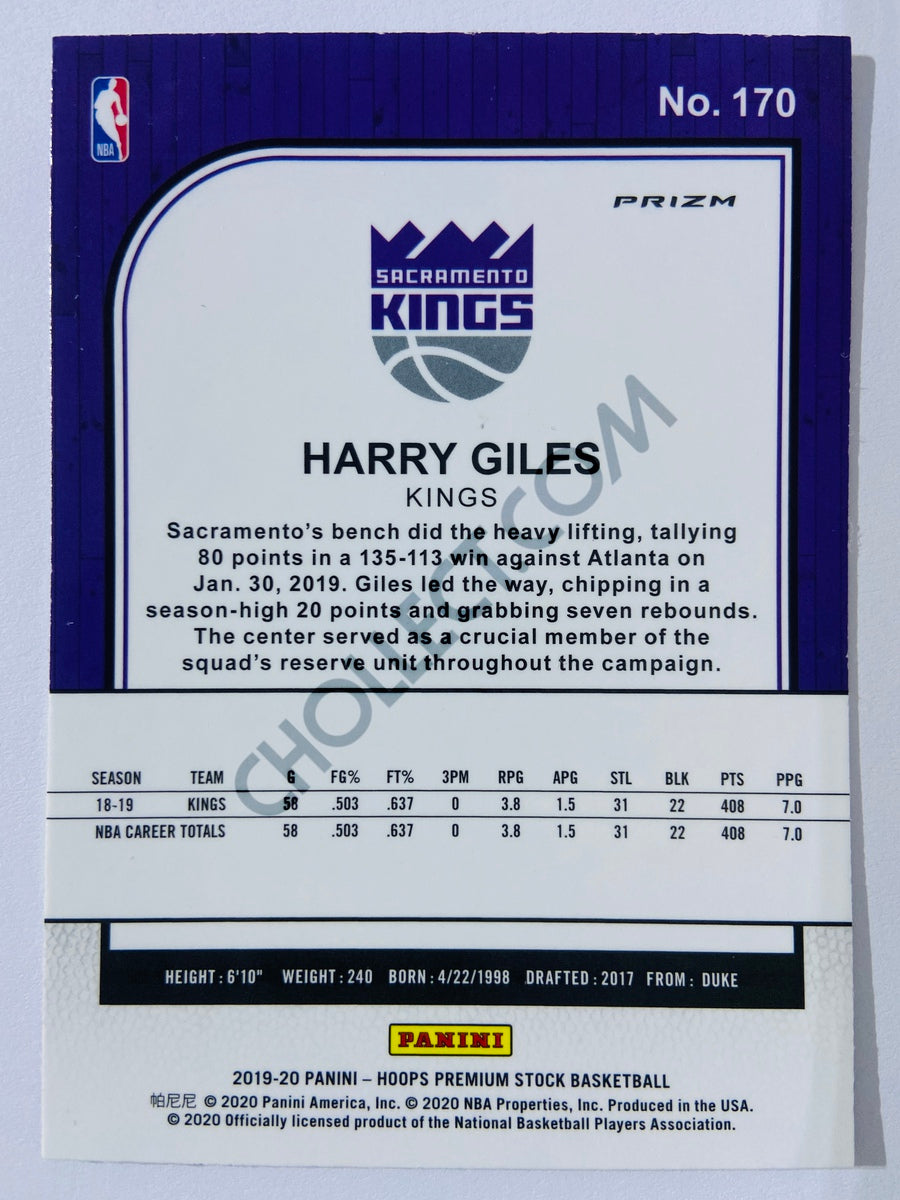 No. 170
NBA
PRIZM
SACRAMENTO
KINGS
HARRY GILES
KINGS
Sacramento's bench did the heavy lifting, tallying
80 points in a 135-113 win against Atlanta on
Jan. 30, 2019. Giles led the way, chipping in a
season-high 20 points and grabbing seven rebounds.
The center served as a crucial member of the
squad's reserve unit throughout the campaign.
CHOLLECT.COM
SEASON TEAM G FG% FT% 3PM RPG APG STL BLK PTS PPG
18-19 KINGS 58 .503 .637 0 3.8 1.5 31 22 408 7.0
NBA CAREER TOTALS 58 .503 .637 0 3.8 1.5 31 22 408 7.0
HEIGHT: 6'10" WEIGHT: 240 BORN: 4/22/1998 DRAFTED: 2017 FROM: DUKE
PANINI
2019-20 PANINI – HOOPS PREMIUM STOCK BASKETBALL
帕尼尼 © 2020 Panini America, Inc. © 2020 NBA Properties, Inc. Produced in the USA.
© 2020 Officially licensed product of the National Basketball Players Association.